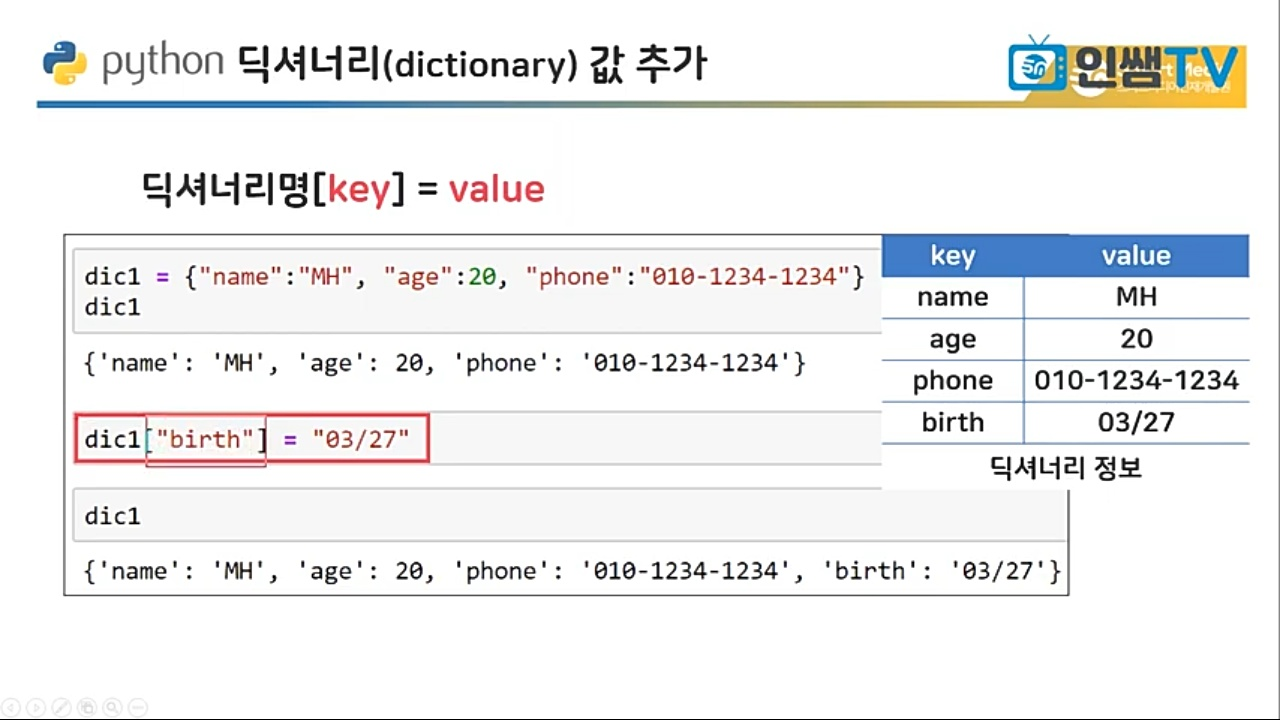 python 딕셔너리(dictionary) 값 추가
인쌤TV
딕셔너리명[key] = value
dic1 = {"name":"MH", "age":20, "phone":"010-1234-1234"}
dic1
{'name': 'MH', 'age': 20, 'phone': '010-1234-1234'}
dic1["birth"] = "03/27"
dic1
{'name': 'MH', 'age': 20, 'phone': '010-1234-1234', 'birth': '03/27'}
key value
name MH
age 20
phone 010-1234-1234
birth 03/27
딕셔너리 정보